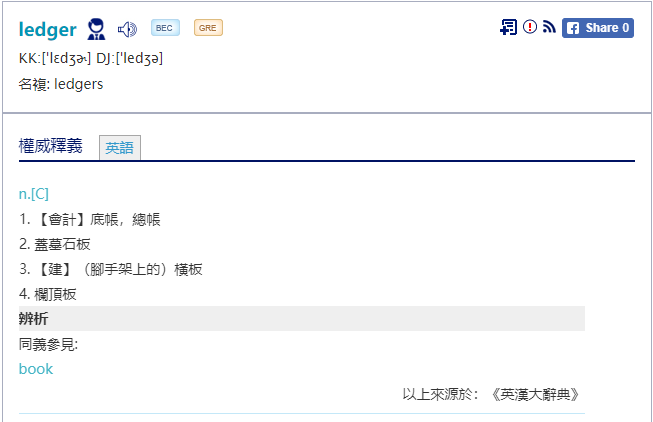 ledger BEC GRE Share 0
KK:['lɛdʒɚ] DJ:['ledʒə]
名複: ledgers
權威釋義 英語
n.[C]
1. 【會計】底帳，總帳
2. 蓋墓石板
3. 【建】（腳手架上的）橫板
4. 欄頂板
辨析
同義參見:
book
以上來源於：《英漢大辭典》